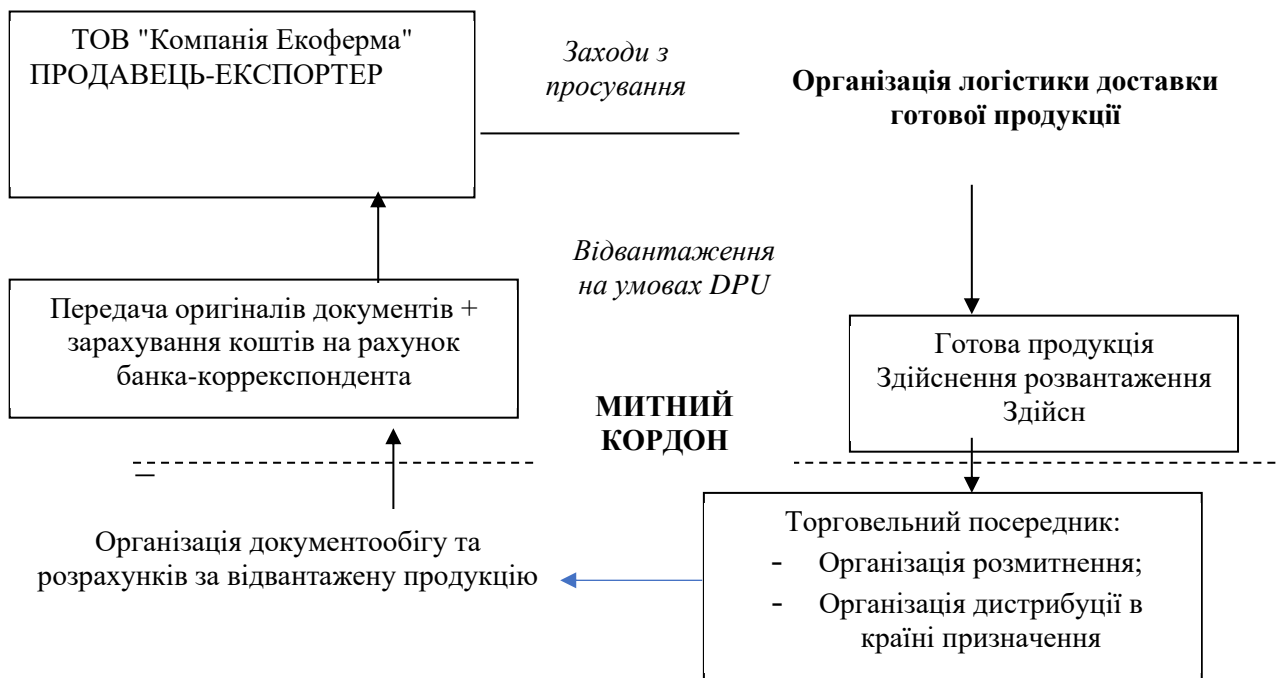 ТОВ "Компанія Екоферма"
ПРОДАВЕЦЬ-ЕКСПОРТЕР
Заходи з
просування
Організація логістики доставки
готової продукції
Відвантаження
на умовах DPU
Передача оригіналів документів +
зарахування коштів на рахунок
банка-коррекспондента
Готова продукція
Здійснення розвантаження
Здійсн
МИТНИЙ
КОРДОН
Організація документообігу та
розрахунків за відвантажену продукцію
Торговельний посередник:
- Організація розмитнення;
- Організація дистрибуції в
країні призначення